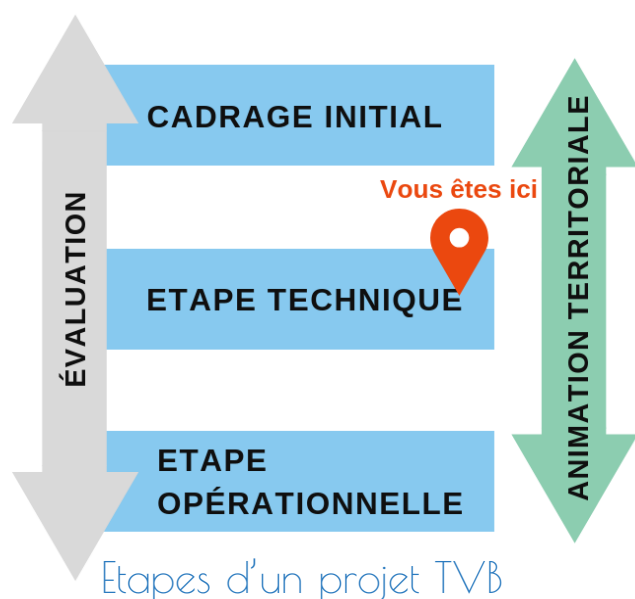 CADRAGE INITIAL
Vous êtes ici
ETAPE TECHNIQUE
ETAPE
OPÉRATIONNELLE
ÉVALUATION
ANIMATION TERRITORIALE
Etapes d'un projet TVB